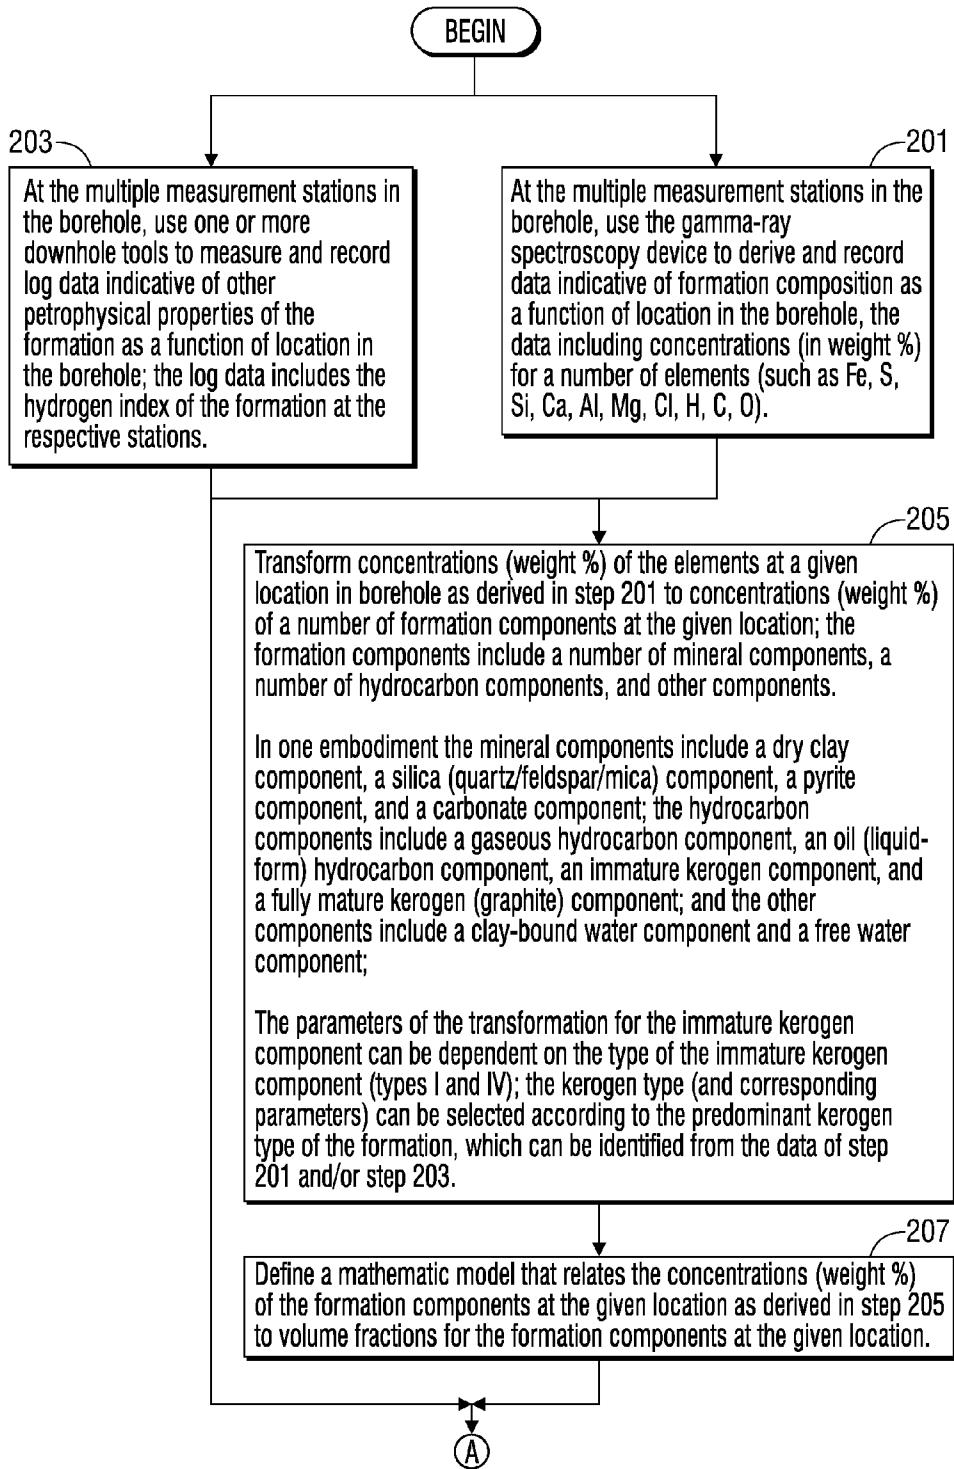 BEGIN
203
At the multiple measurement stations in
the borehole, use one or more
downhole tools to measure and record
log data indicative of other
petrophysical properties of the
formation as a function of location in
the borehole; the log data includes the
hydrogen index of the formation at the
respective stations.
201
At the multiple measurement stations in the
borehole, use the gamma-ray
spectroscopy device to derive and record
data indicative of formation composition as
a function of location in the borehole, the
data including concentrations (in weight %)
for a number of elements (such as Fe, S,
Si, Ca, Al, Mg, Cl, H, C, O).
205
Transform concentrations (weight %) of the elements at a given
location in borehole as derived in step 201 to concentrations (weight %)
of a number of formation components at the given location; the
formation components include a number of mineral components, a
number of hydrocarbon components, and other components.
In one embodiment the mineral components include a dry clay
component, a silica (quartz/feldspar/mica) component, a pyrite
component, and a carbonate component; the hydrocarbon
components include a gaseous hydrocarbon component, an oil (liquid-
form) hydrocarbon component, an immature kerogen component, and
a fully mature kerogen (graphite) component; and the other
components include a clay-bound water component and a free water
component;
The parameters of the transformation for the immature kerogen
component can be dependent on the type of the immature kerogen
component (types I and IV); the kerogen type (and corresponding
parameters) can be selected according to the predominant kerogen
type of the formation, which can be identified from the data of step
201 and/or step 203.
207
Define a mathematic model that relates the concentrations (weight %)
of the formation components at the given location as derived in step 205
to volume fractions for the formation components at the given location.
A